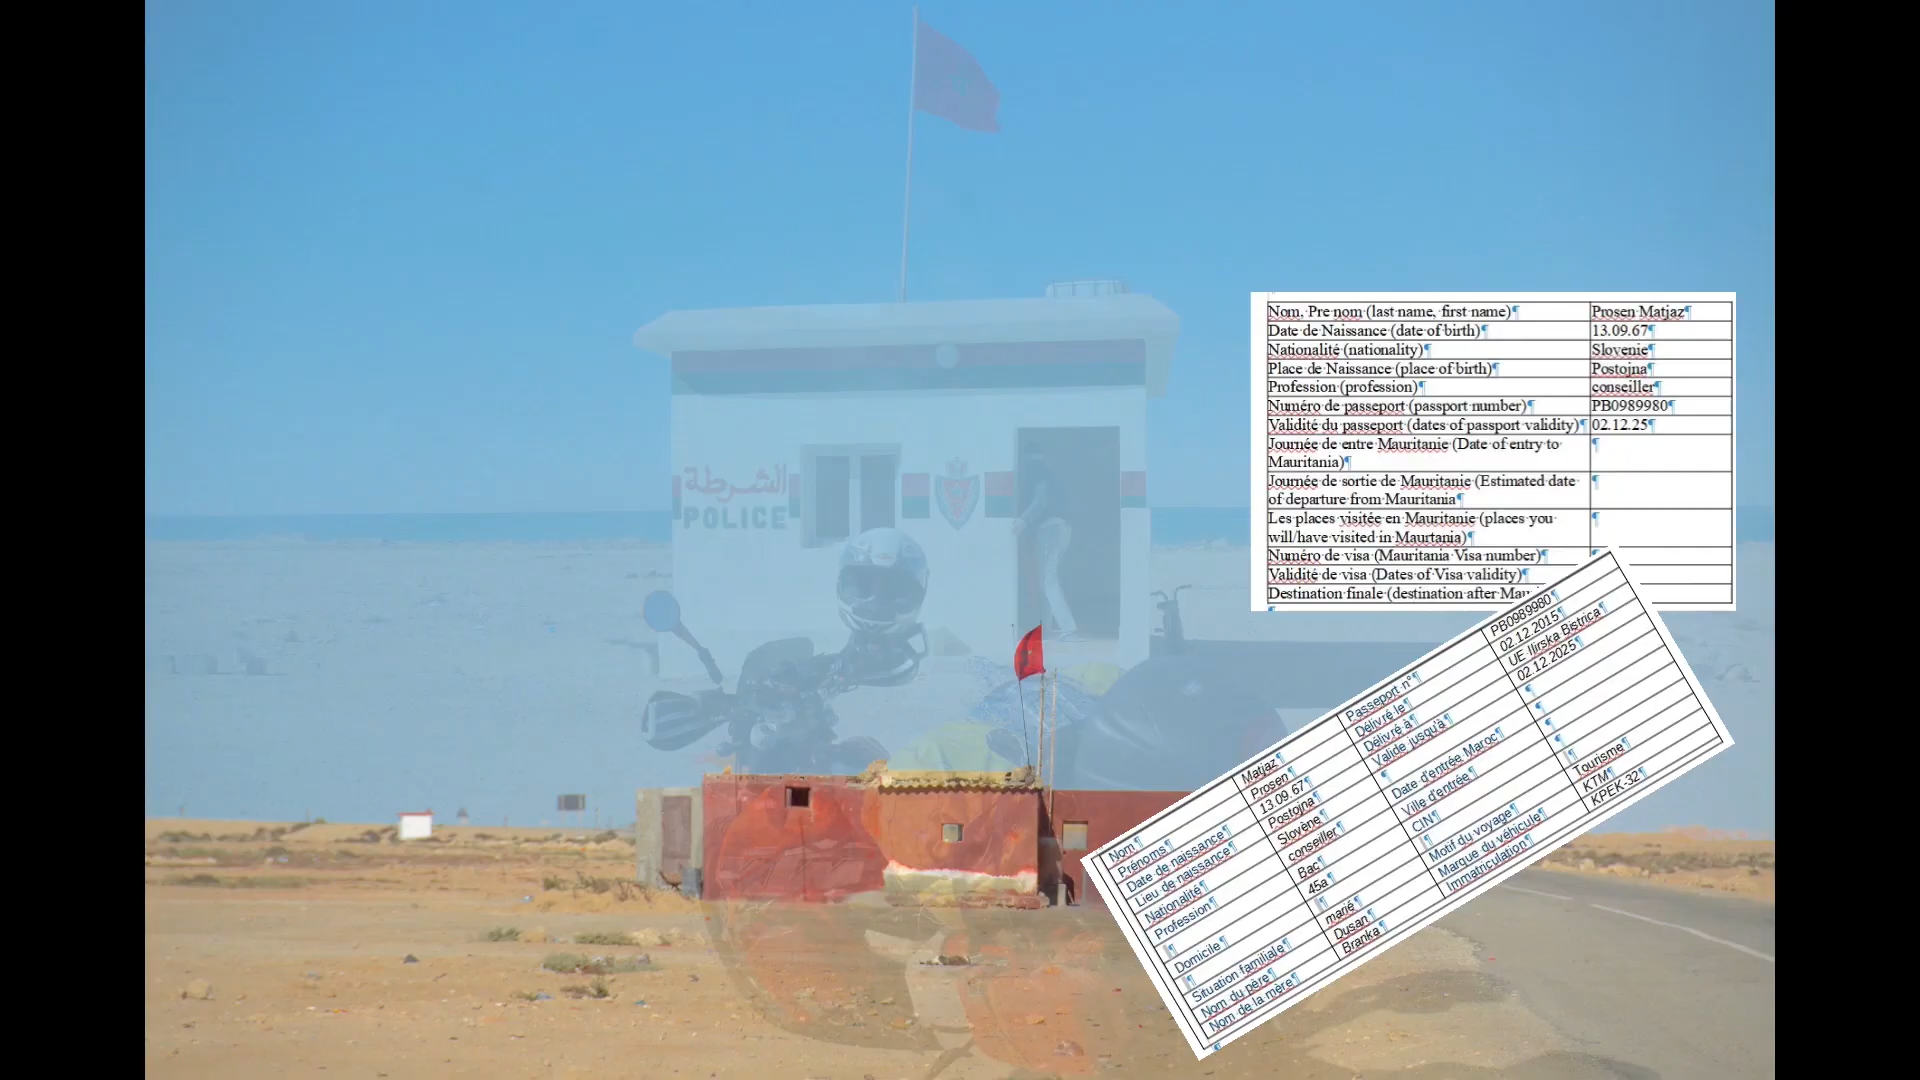 الشرطة
POLICE
Nom, Pre nom (last name, first name) Prosen Matjaz
Date de Naissance (date of birth) 13.09.67
Nationalité (nationality) Slovenie
Place de Naissance (place of birth) Postojna
Profession (profession) conseiller
Numéro de passeport (passport number) PB0989980
Validité du passeport (dates of passport validity) 02.12.25
Journée de entre Mauritanie (Date of entry to
Mauritania)
Journée de sortie de Mauritanie (Estimated date
of departure from Mauritania
Les places visitée en Mauritanie (places you
will/have visited in Maurtania)
Numéro de visa (Mauritania Visa number)
Validité de visa (Dates of Visa validity)
Destination finale (destination after Mau
Nom Matjaz Passeport n° PB0989980
Prénoms Prosen Délivré le 02.12.2015
Date de naissance 13.09.67 Délivré à UE Ilirska Bistrica
Lieu de naissance Postojna Valide jusqu'à 02.12.2025
Nationalité Slovène
Profession conseiller Date d'entrée Maroc
Bac Ville d'entrée
Domicile 45a CIN
Situation familiale marié Motif du voyage Tourisme
Nom du père Dusan Marque du véhicule KTM
Nom de la mère Branka Immatriculation KPEK-32